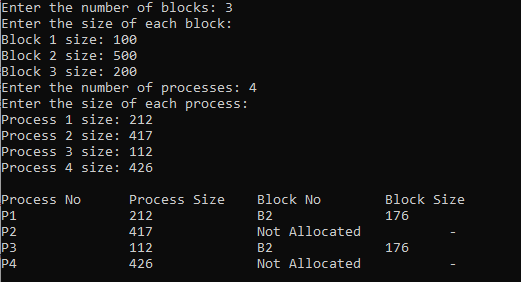 Enter the number of blocks: 3
Enter the size of each block:
Block 1 size: 100
Block 2 size: 500
Block 3 size: 200
Enter the number of processes: 4
Enter the size of each process:
Process 1 size: 212
Process 2 size: 417
Process 3 size: 112
Process 4 size: 426
Process No Process Size Block No Block Size
P1 212 B2 176
P2 417 Not Allocated -
P3 112 B2 176
P4 426 Not Allocated -